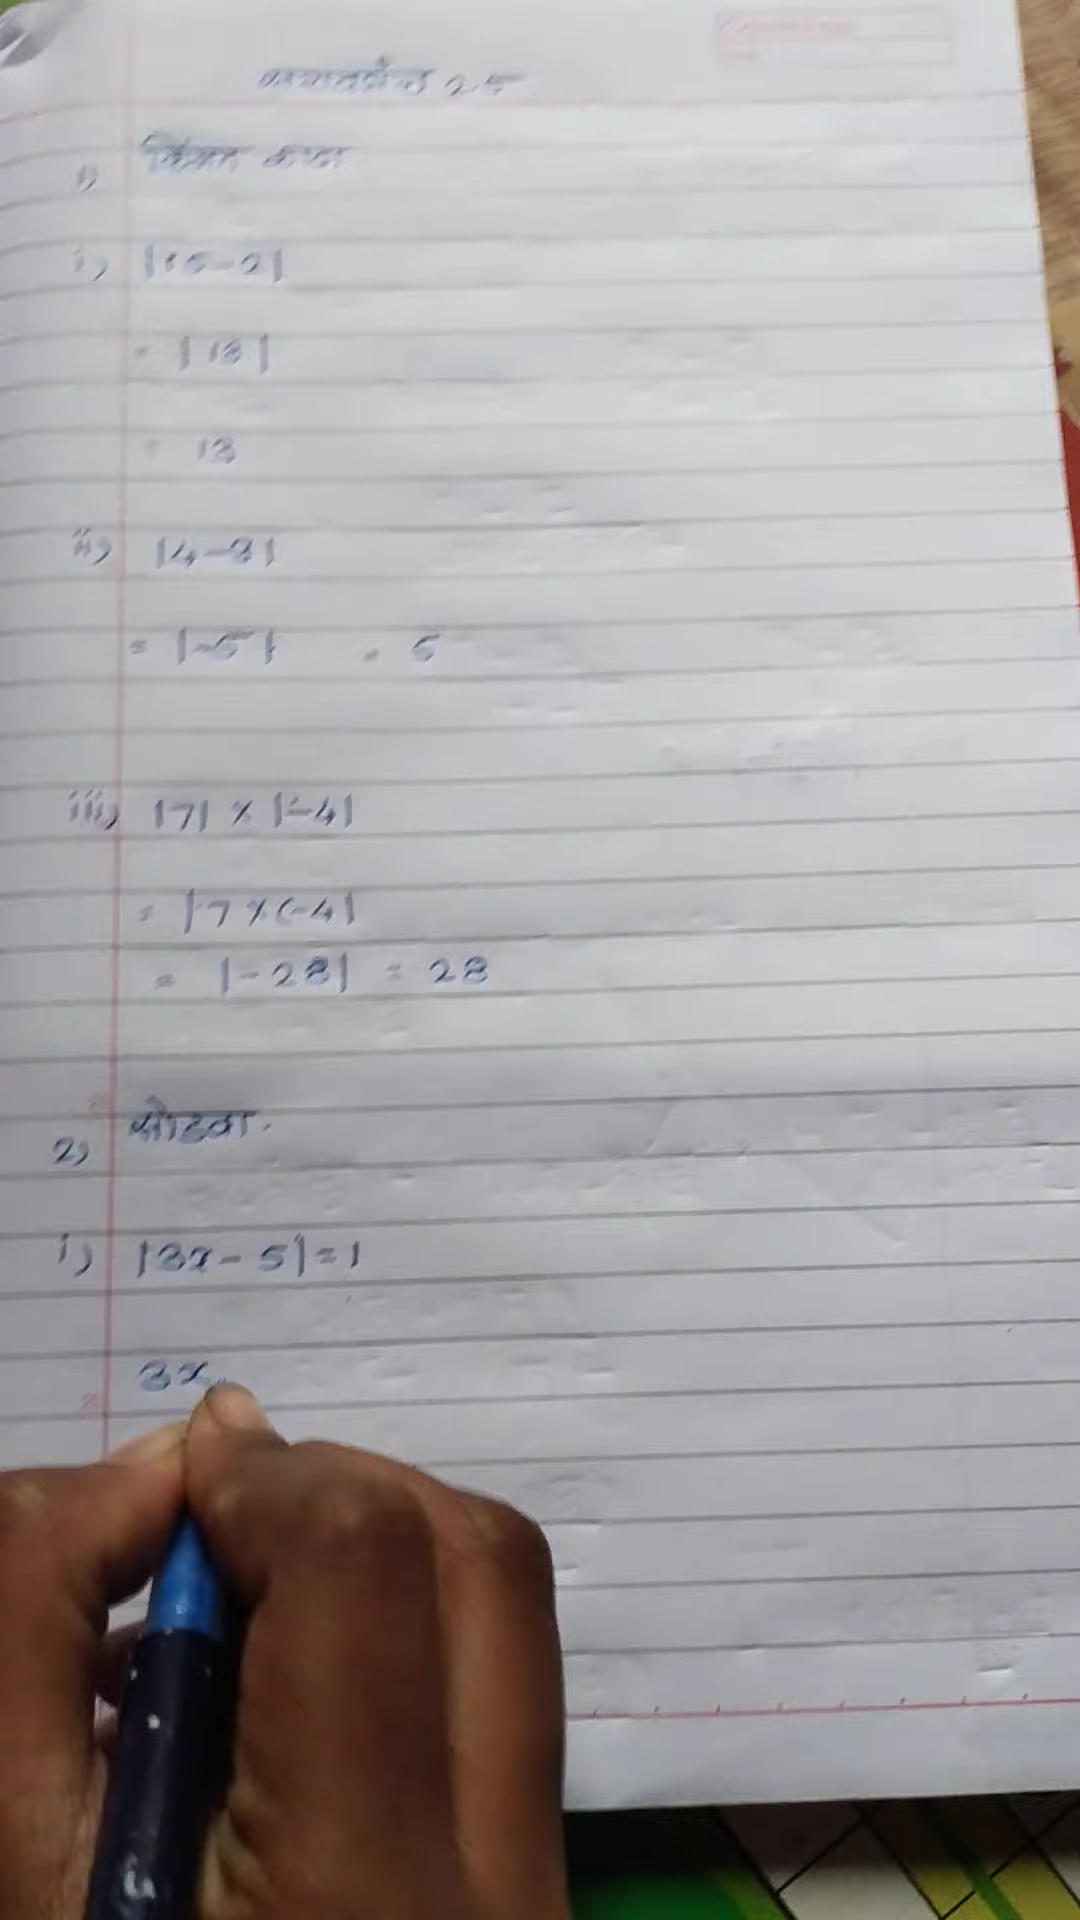 सरावसंच 2.5
1) किंमत काढा
i) |15-2|
= |13|
= 13
ii) |4-9|
= |-5| = 5
iii) |7| x |-4|
= |7 x (-4|
= |-28| = 28
2) सोडवा.
i) |3x - 5| = 1
3x